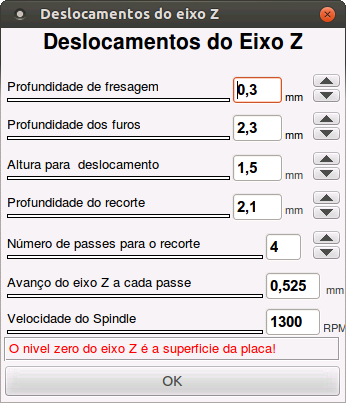 Deslocamentos do eixo Z
Deslocamentos do Eixo Z
Profundidade de fresagem 0,3 mm
Profundidade dos furos 2,3 mm
Altura para deslocamento 1,5 mm
Profundidade do recorte 2,1 mm
Número de passes para o recorte 4
Avanço do eixo Z a cada passe 0,525 mm
Velocidade do Spindle 1300 RPM
O nivel zero do eixo Z é a superficie da placa!
OK